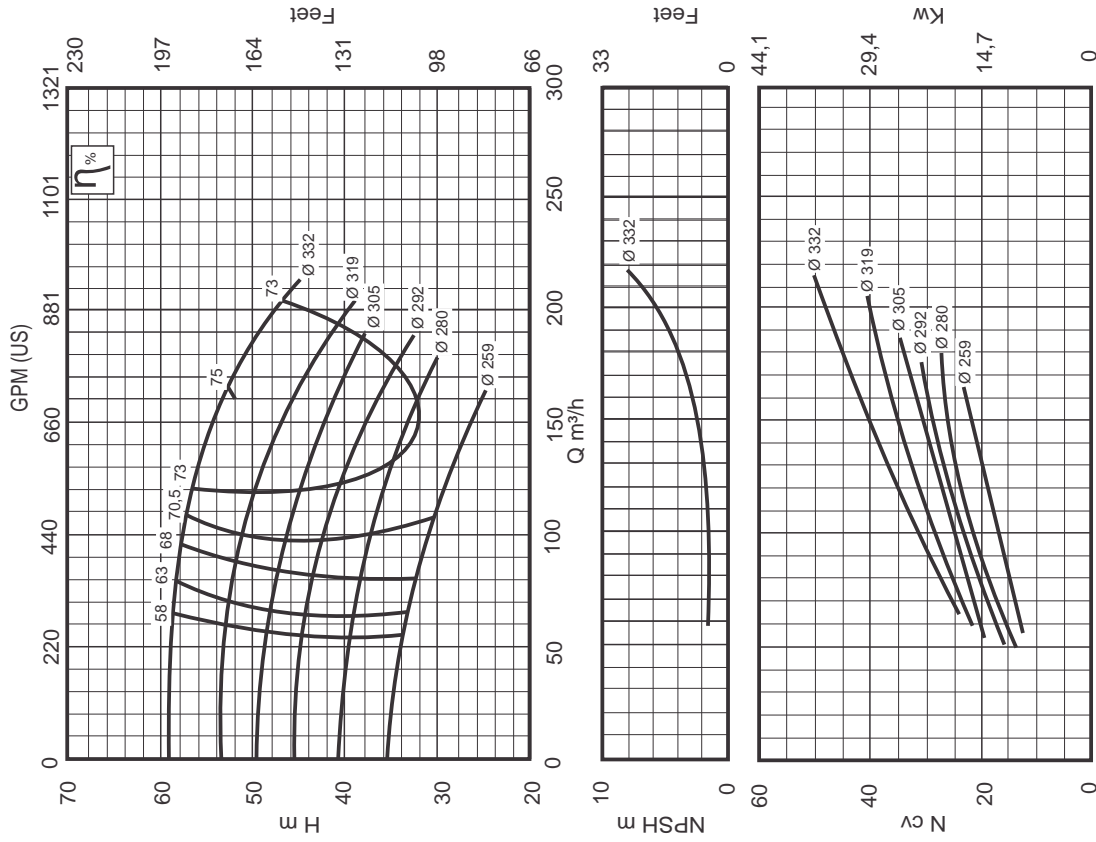 GPM (US)
0 220 440 660 881 1101 1321
η %
H m
70
60
50
40
30
20
Feet
230
197
164
131
98
66
58
63
68
70,5
73
75
73
Ø 332
Ø 319
Ø 305
Ø 292
Ø 280
Ø 259
0 50 100 150 200 250 300
Q m³/h
NPSH m
10
0
Feet
33
0
Ø 332
N cv
60
40
20
0
Kw
44,1
29,4
14,7
0
Ø 332
Ø 319
Ø 305
Ø 292
Ø 280
Ø 259